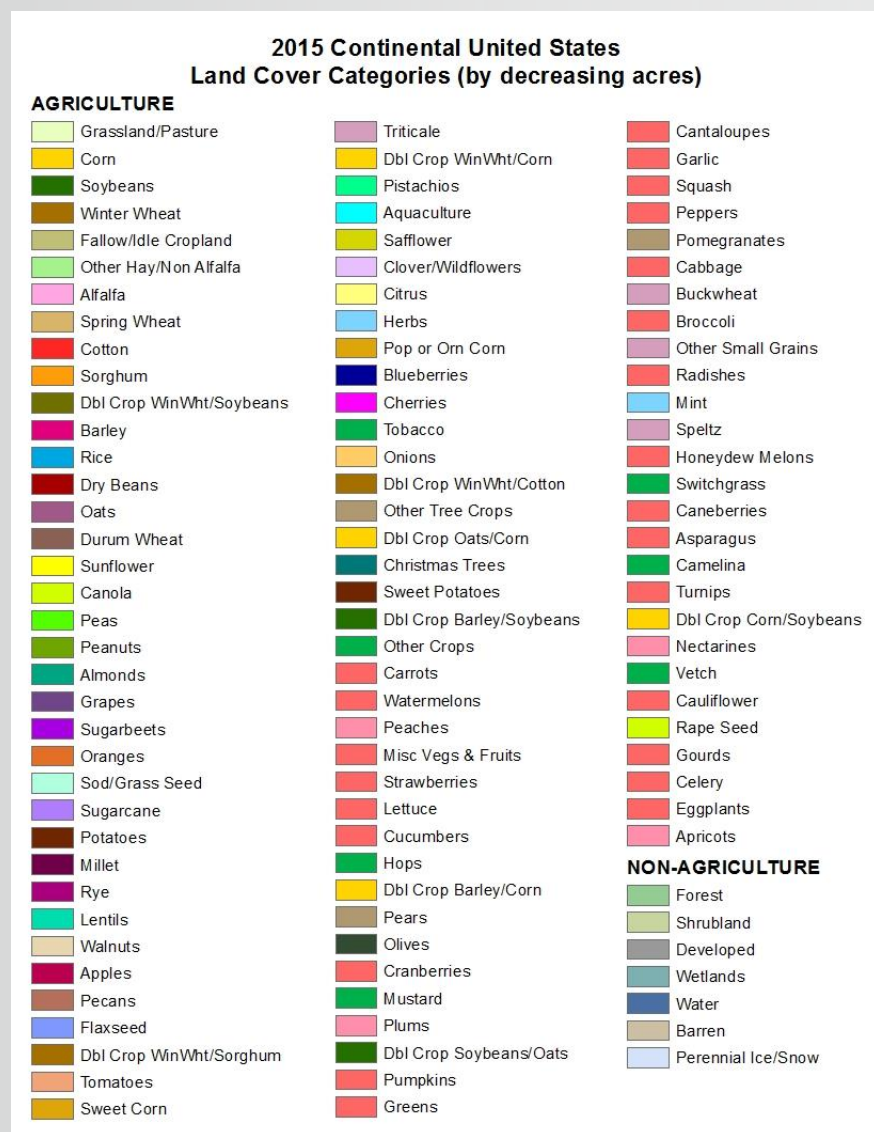 2015 Continental United States
Land Cover Categories (by decreasing acres)
AGRICULTURE
Grassland/Pasture
Corn
Soybeans
Winter Wheat
Fallow/Idle Cropland
Other Hay/Non Alfalfa
Alfalfa
Spring Wheat
Cotton
Sorghum
Dbl Crop WinWht/Soybeans
Barley
Rice
Dry Beans
Oats
Durum Wheat
Sunflower
Canola
Peas
Peanuts
Almonds
Grapes
Sugarbeets
Oranges
Sod/Grass Seed
Sugarcane
Potatoes
Millet
Rye
Lentils
Walnuts
Apples
Pecans
Flaxseed
Dbl Crop WinWht/Sorghum
Tomatoes
Sweet Corn
Triticale
Dbl Crop WinWht/Corn
Pistachios
Aquaculture
Safflower
Clover/Wildflowers
Citrus
Herbs
Pop or Orn Corn
Blueberries
Cherries
Tobacco
Onions
Dbl Crop WinWht/Cotton
Other Tree Crops
Dbl Crop Oats/Corn
Christmas Trees
Sweet Potatoes
Dbl Crop Barley/Soybeans
Other Crops
Carrots
Watermelons
Peaches
Misc Vegs & Fruits
Strawberries
Lettuce
Cucumbers
Hops
Dbl Crop Barley/Corn
Pears
Olives
Cranberries
Mustard
Plums
Dbl Crop Soybeans/Oats
Pumpkins
Greens
Cantaloupes
Garlic
Squash
Peppers
Pomegranates
Cabbage
Buckwheat
Broccoli
Other Small Grains
Radishes
Mint
Speltz
Honeydew Melons
Switchgrass
Caneberries
Asparagus
Camelina
Turnips
Dbl Crop Corn/Soybeans
Nectarines
Vetch
Cauliflower
Rape Seed
Gourds
Celery
Eggplants
Apricots
NON-AGRICULTURE
Forest
Shrubland
Developed
Wetlands
Water
Barren
Perennial Ice/Snow